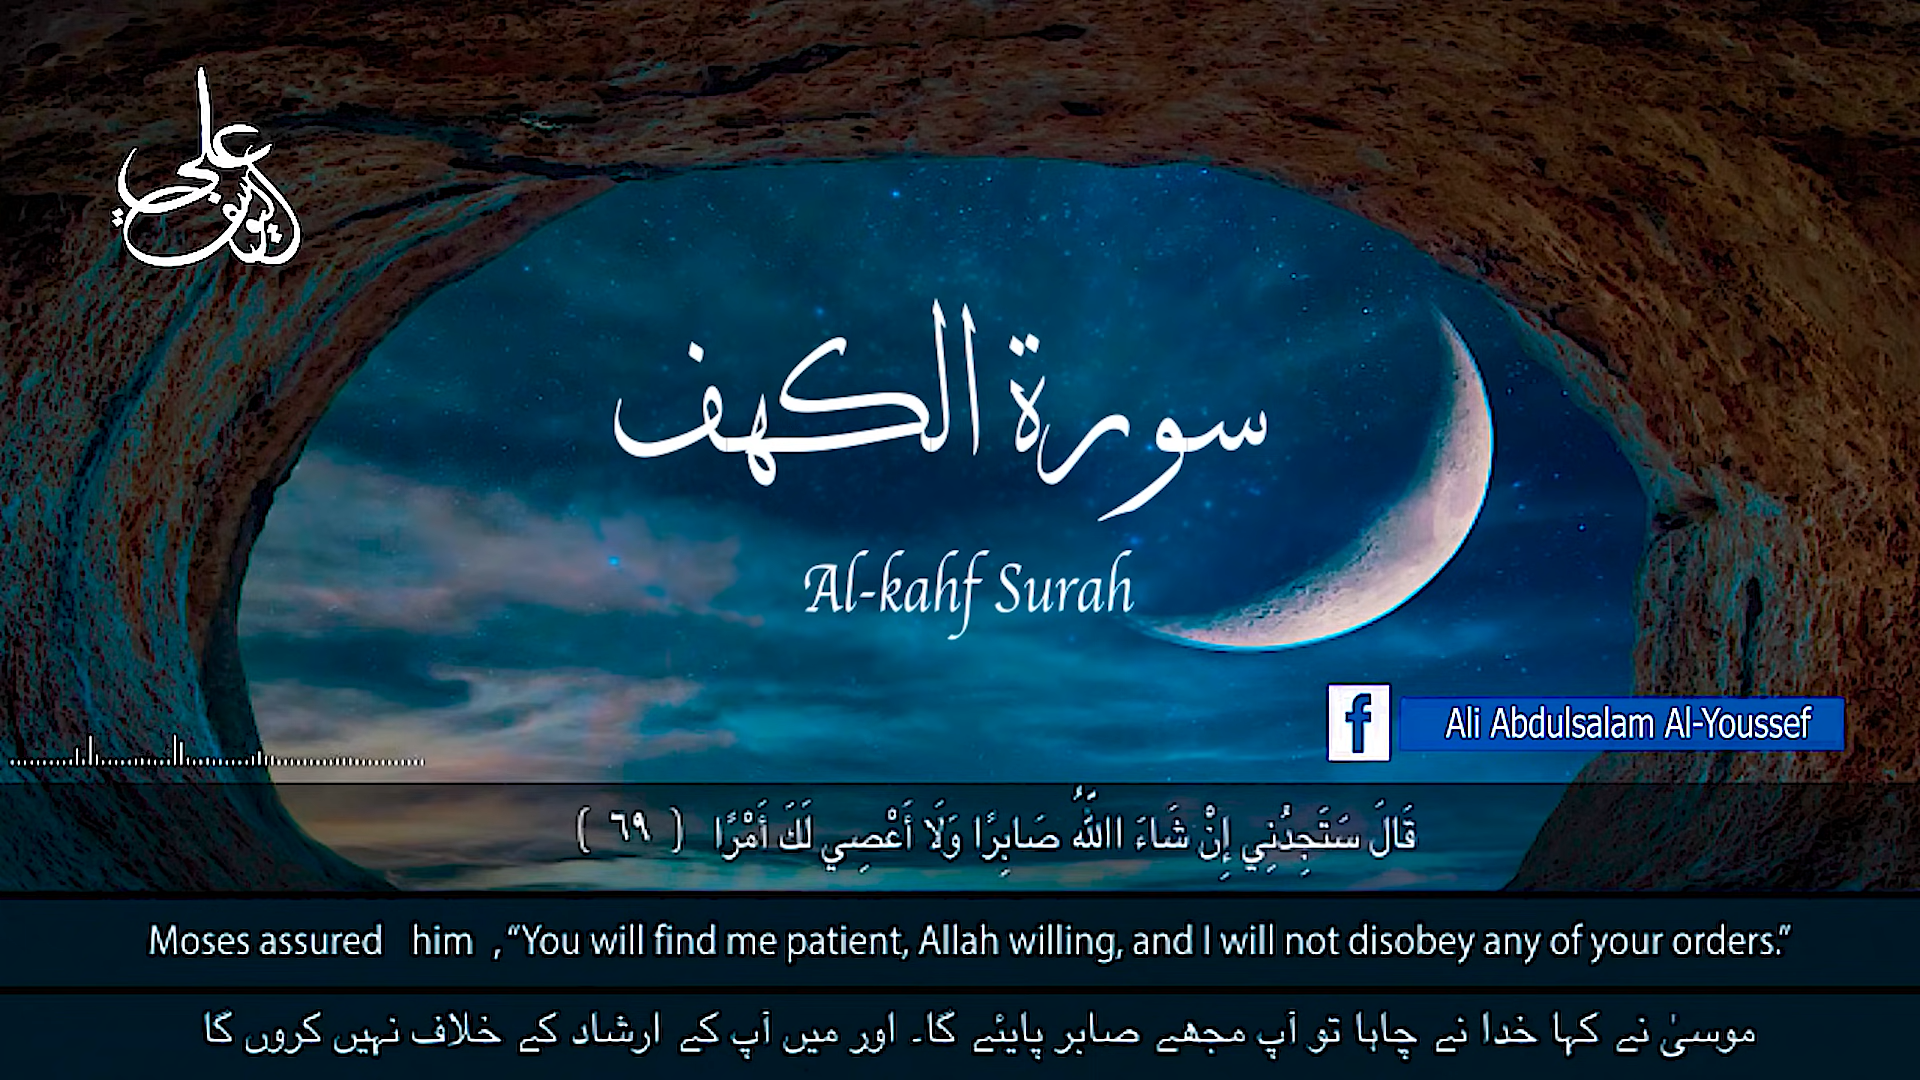 علي
اليوسف
سورة الكهف
Al-kahf Surah
f
Ali Abdulsalam Al-Youssef
قَالَ سَتَجِدُنِي إِنْ شَاءَ اللَّهُ صَابِرًا وَلَا أَعْصِي لَكَ أَمْرًا ( ٦٩ )
Moses assured him , “You will find me patient, Allah willing, and I will not disobey any of your orders.”
موسیٰ نے کہا خدا نے چاہا تو آپ مجھے صابر پایئے گا۔ اور میں آپ کے ارشاد کے خلاف نہیں کروں گا